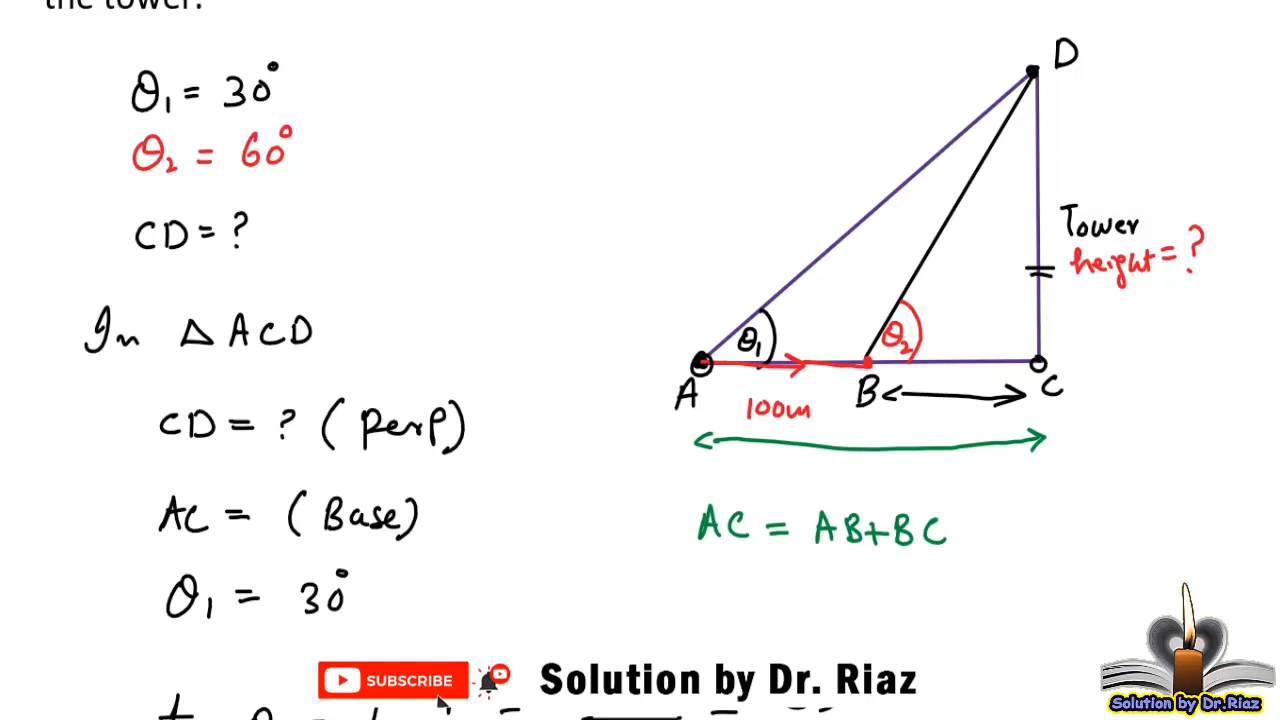 the tower.
θ₁ = 30°
θ₂ = 60°
CD = ?
In Δ ACD
CD = ? (Perp)
AC = (Base)
θ₁ = 30°
D
Tower
height = ?
θ₁
θ₂
A
B
C
100m
AC = AB+BC
SUBSCRIBE
Solution by Dr. Riaz
Solution by Dr.Riaz